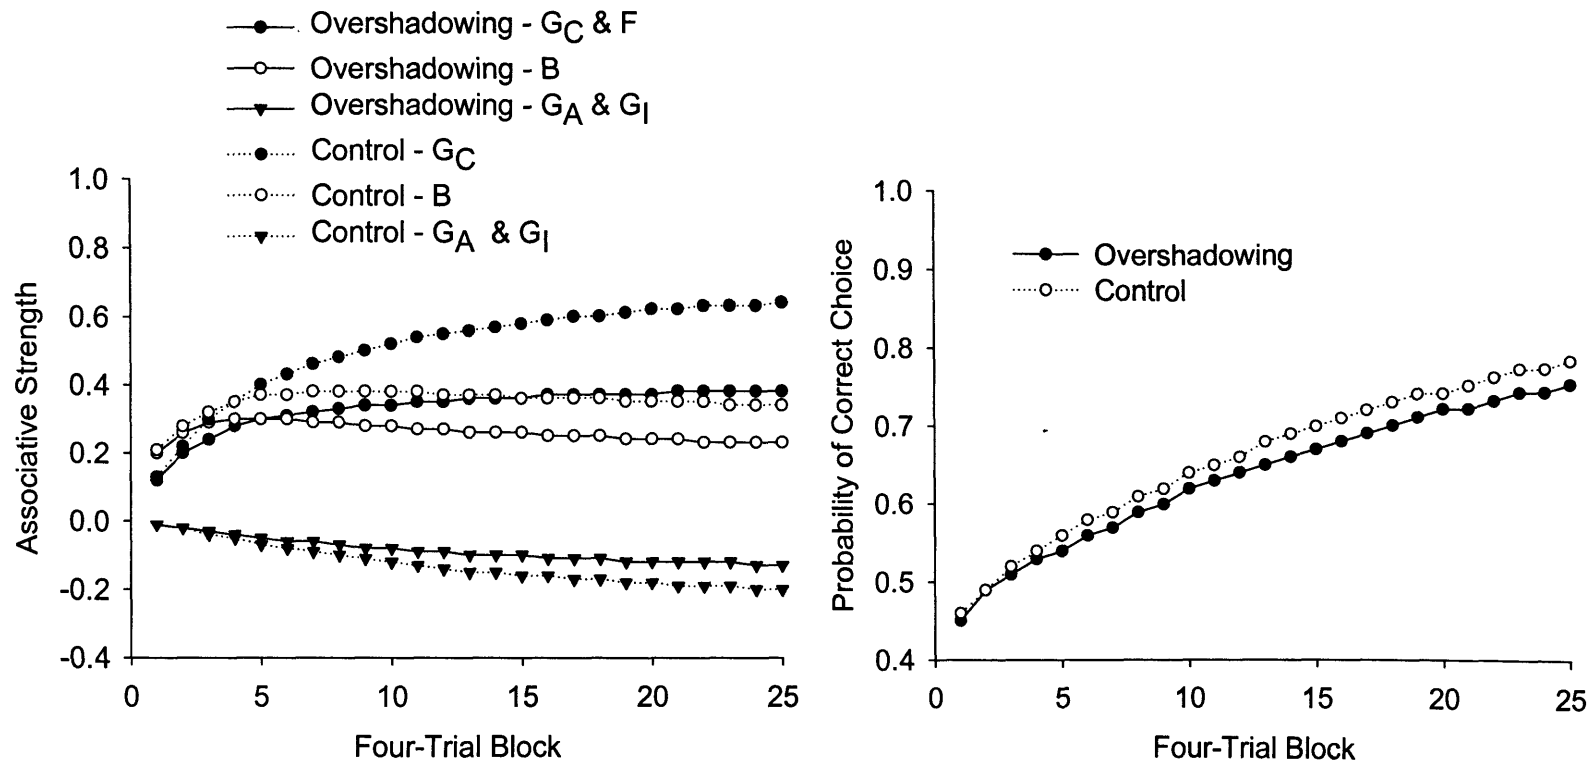 Overshadowing - GC & F
Overshadowing - B
Overshadowing - GA & GI
Control - GC
Control - B
Control - GA & GI
1.0
0.8
0.6
0.4
0.2
0.0
-0.2
-0.4
Associative Strength
0 5 10 15 20 25
Four-Trial Block
Overshadowing
Control
1.0
0.9
0.8
0.7
0.6
0.5
0.4
Probability of Correct Choice
0 5 10 15 20 25
Four-Trial Block